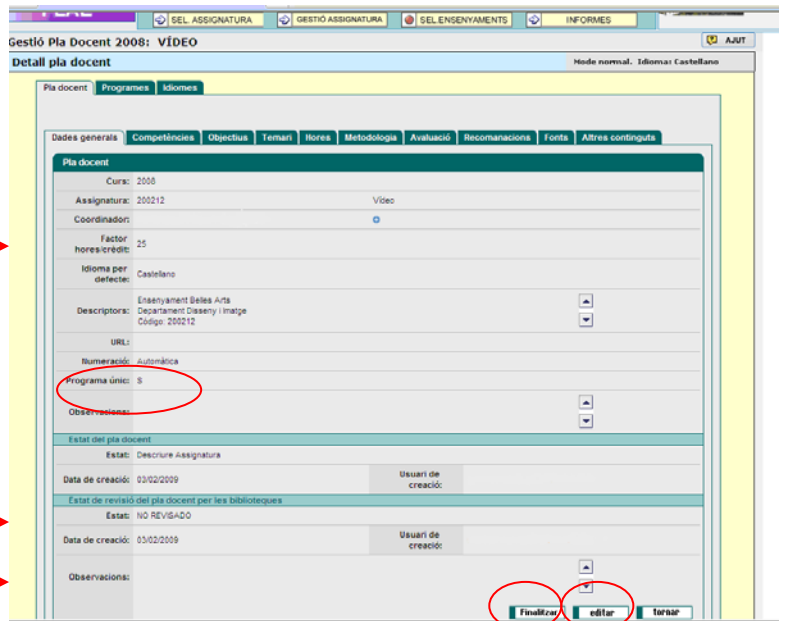 SEL. ASSIGNATURA GESTIÓ ASSIGNATURA SEL.ENSENYAMENTS INFORMES
Gestió Pla Docent 2008: VÍDEO AJUT
Detall pla docent Mode normal. Idioma: Castellano
Pla docent Programes Idiomes
Dades generals Competències Objectius Temari Hores Metodologia Avaluació Recomanacions Fonts Altres continguts
Pla docent
Curs: 2008
Assignatura: 200212 Vídeo
Coordinador:
Factor hores/crèdit: 25
Idioma per defecte: Castellano
Descriptors: Ensenyament Belles Arts
Departament Disseny i Imatge
Código: 200212
URL:
Numeració: Automàtica
Programa únic: S
Observacions:
Estat del pla docent
Estat: Descriure Assignatura
Data de creació: 03/02/2009 Usuari de creació:
Estat de revisió del pla docent per les biblioteques
Estat: NO REVISADO
Data de creació: 03/02/2009 Usuari de creació:
Observacions:
Finalitzar editar tornar